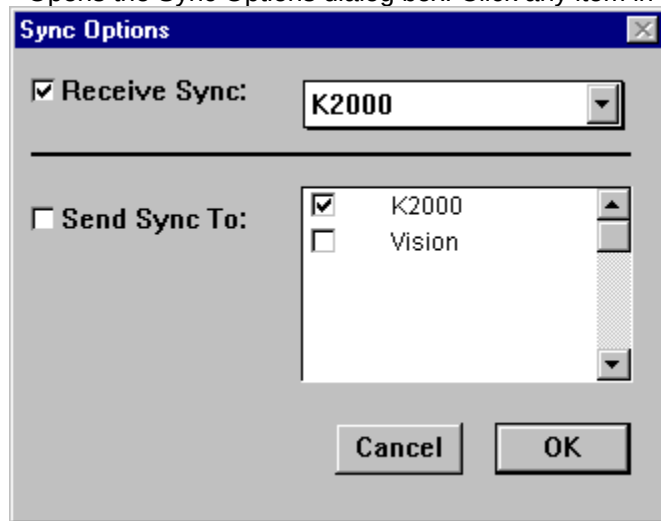 Opens the Sync Options dialog box. Click any item in
Sync Options
Receive Sync:
K2000
Send Sync To:
K2000
Vision
Cancel
OK